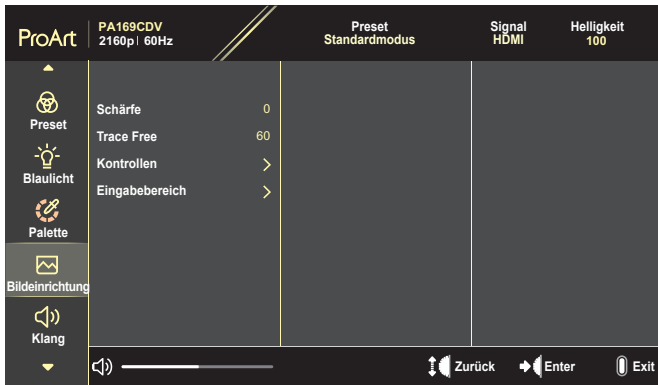 ProArt
PA169CDV
2160p | 60Hz
Preset
Standardmodus
Signal
HDMI
Helligkeit
100
Preset
Blaulicht
Palette
Bildeinrichtung
Klang
Schärfe 0
Trace Free 60
Kontrollen
Eingabebereich
Zurück Enter Exit